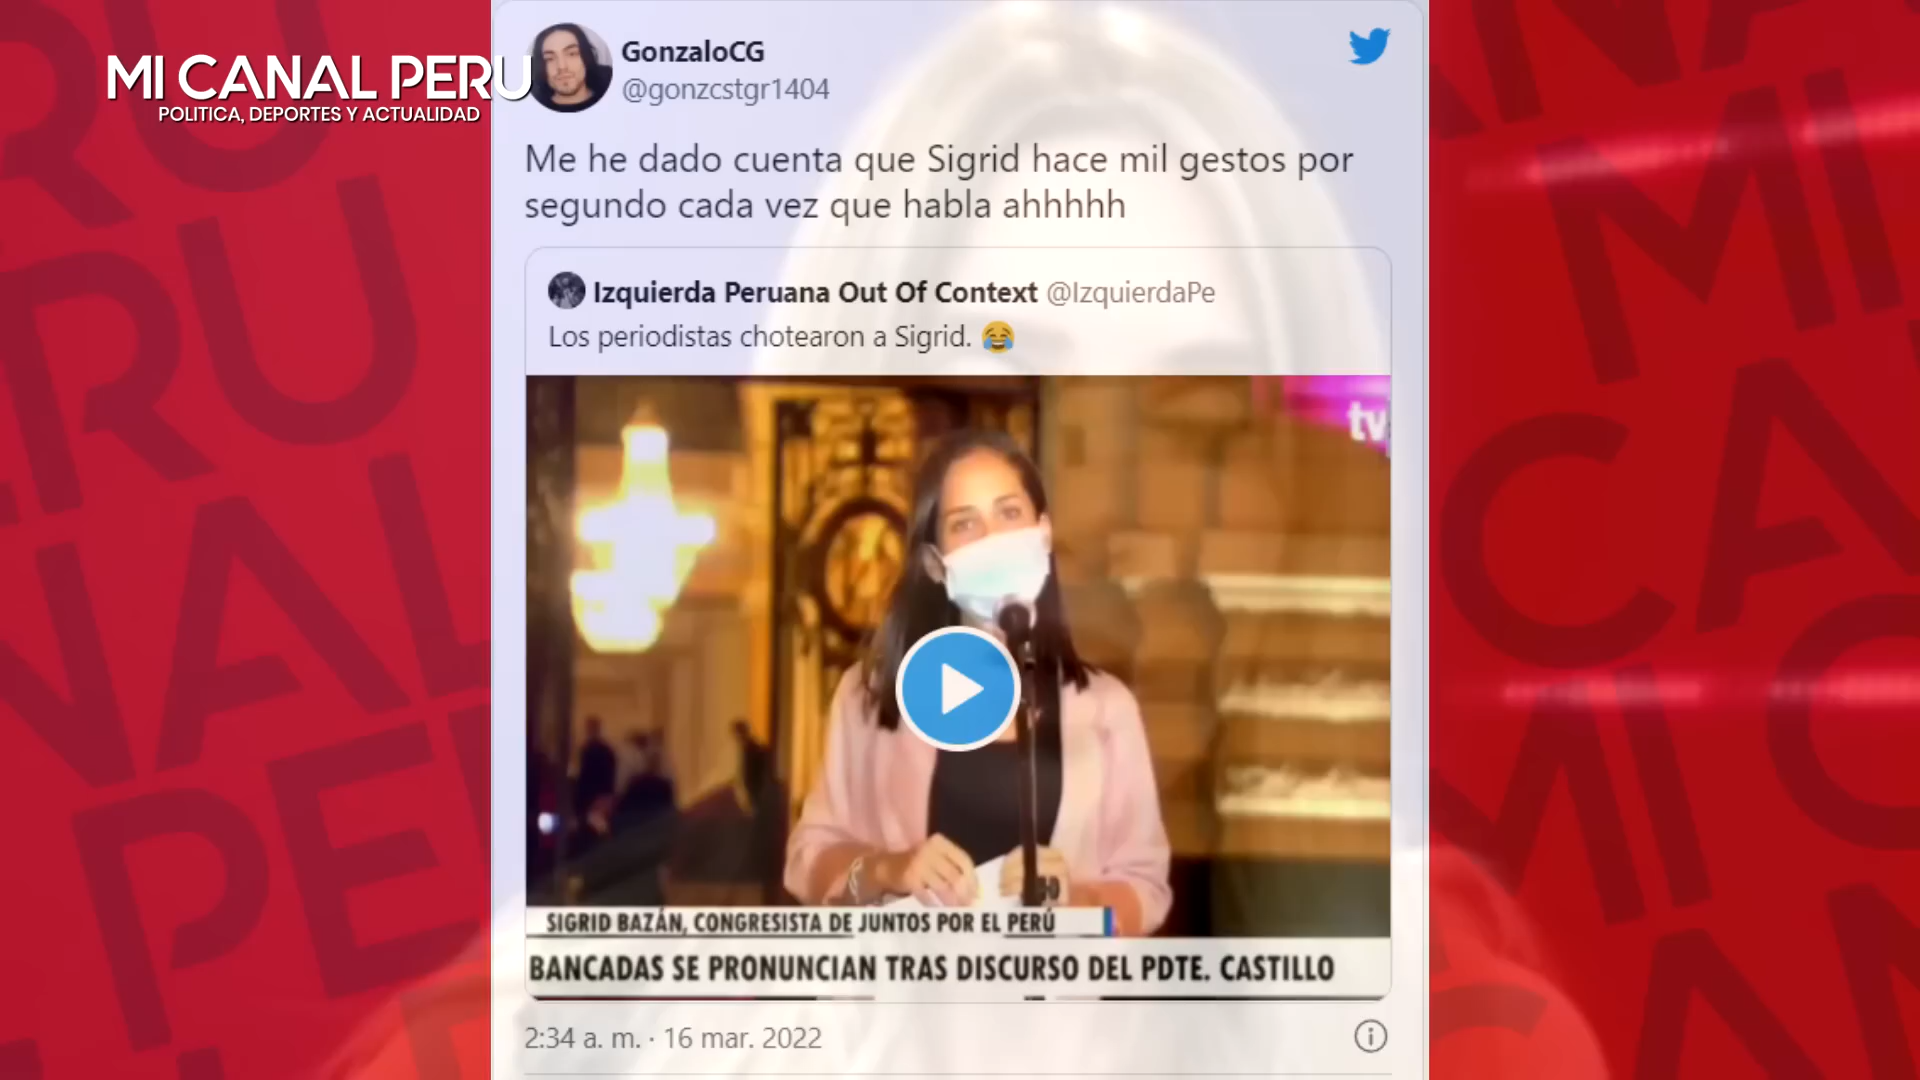 MI CANAL PERU
POLITICA, DEPORTES Y ACTUALIDAD
GonzaloCG
@gonzcstgr1404
Me he dado cuenta que Sigrid hace mil gestos por
segundo cada vez que habla ahhhhh
Izquierda Peruana Out Of Context @IzquierdaPe
Los periodistas chotearon a Sigrid. 😂
tv
SIGRID BAZÁN, CONGRESISTA DE JUNTOS POR EL PERÚ
BANCADAS SE PRONUNCIAN TRAS DISCURSO DEL PDTE. CASTILLO
2:34 a. m. · 16 mar. 2022